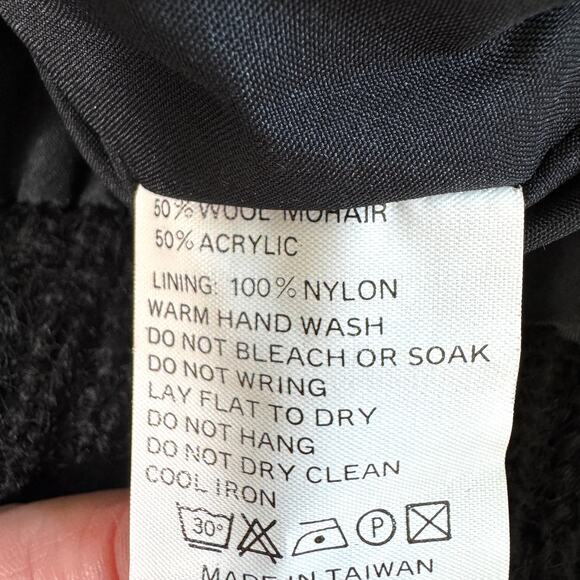 50% WOOL MOHAIR
50% ACRYLIC
LINING: 100% NYLON
WARM HAND WASH
DO NOT BLEACH OR SOAK
DO NOT WRING
LAY FLAT TO DRY
DO NOT HANG
DO NOT DRY CLEAN
COOL IRON
30° P
MADE IN TAIWAN